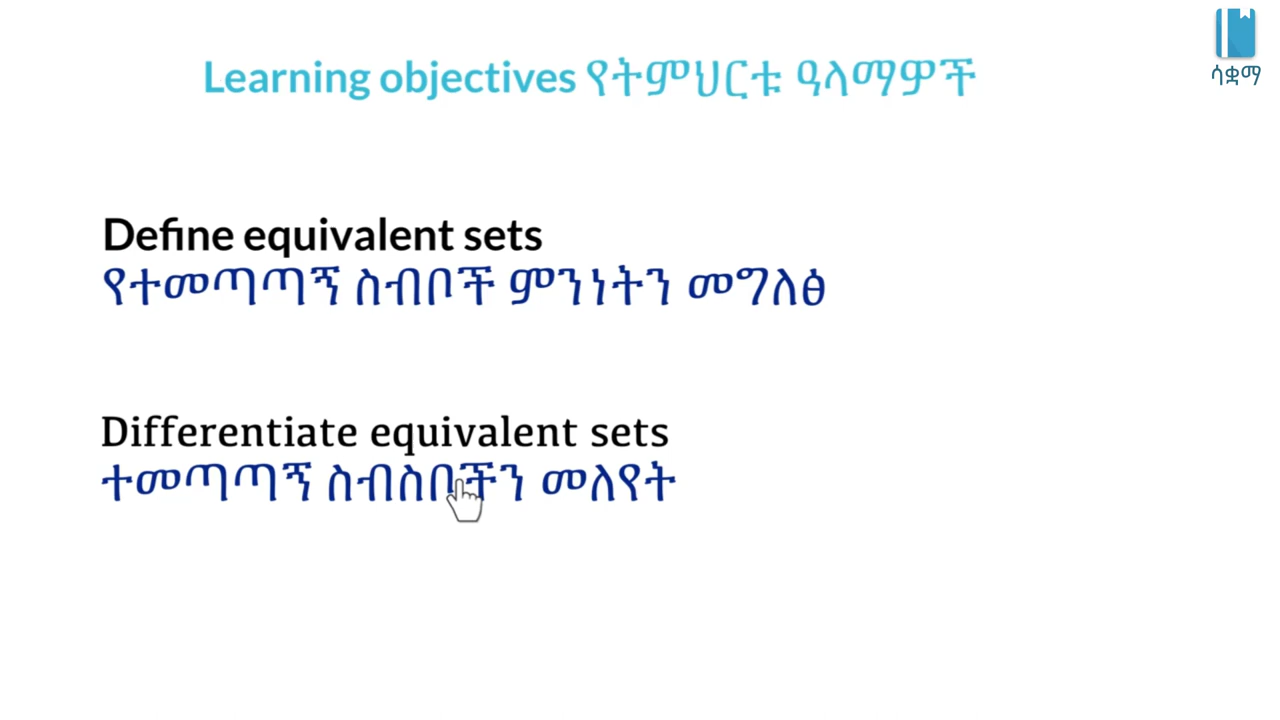 Learning objectives የትምህርቱ ዓላማዎች
ሳቋማ
Define equivalent sets
የተመጣጣኝ ስብቦች ምንነትን መግለፅ
Differentiate equivalent sets
ተመጣጣኝ ስብስቦችን መለየት